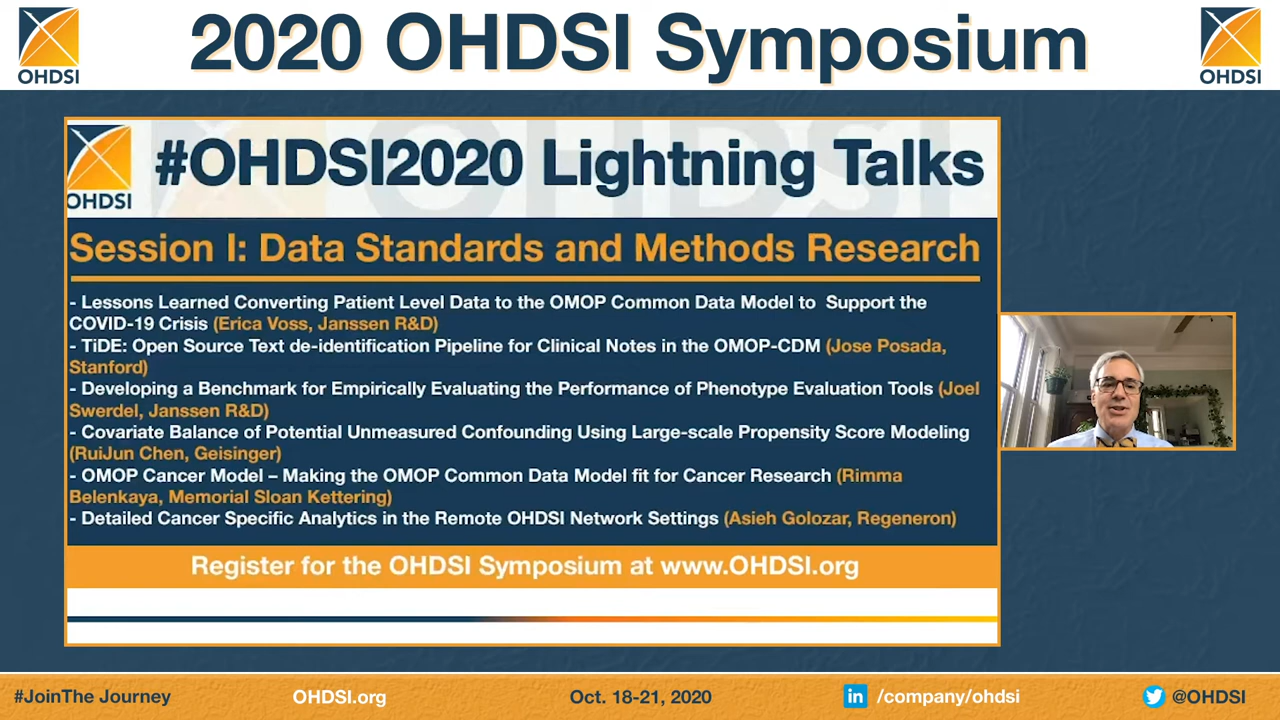 2020 OHDSI Symposium
OHDSI
OHDSI
#OHDSI2020 Lightning Talks
OHDSI
Session I: Data Standards and Methods Research
- Lessons Learned Converting Patient Level Data to the OMOP Common Data Model to Support the
COVID-19 Crisis (Erica Voss, Janssen R&D)
- TiDE: Open Source Text de-identification Pipeline for Clinical Notes in the OMOP-CDM (Jose Posada,
Stanford)
- Developing a Benchmark for Empirically Evaluating the Performance of Phenotype Evaluation Tools (Joel
Swerdel, Janssen R&D)
- Covariate Balance of Potential Unmeasured Confounding Using Large-scale Propensity Score Modeling
(RuiJun Chen, Geisinger)
- OMOP Cancer Model – Making the OMOP Common Data Model fit for Cancer Research (Rimma
Belenkaya, Memorial Sloan Kettering)
- Detailed Cancer Specific Analytics in the Remote OHDSI Network Settings (Asieh Golozar, Regeneron)
Register for the OHDSI Symposium at www.OHDSI.org
#JoinThe Journey
OHDSI.org
Oct. 18-21, 2020
in /company/ohdsi
@OHDSI